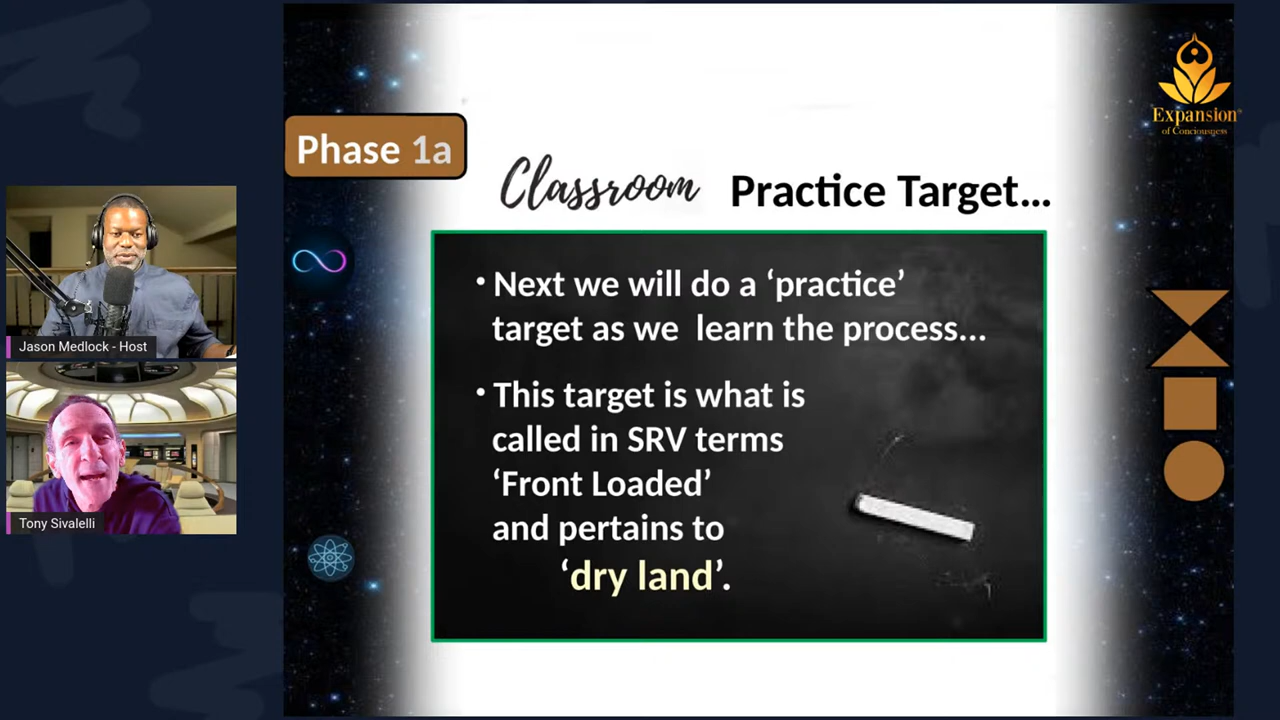 Phase 1a
Classroom Practice Target...
• Next we will do a ‘practice’
target as we learn the process...
• This target is what is
called in SRV terms
‘Front Loaded’
and pertains to
‘dry land’.
Expansion
of Conciousness
Jason Medlock - Host
Tony Sivalelli